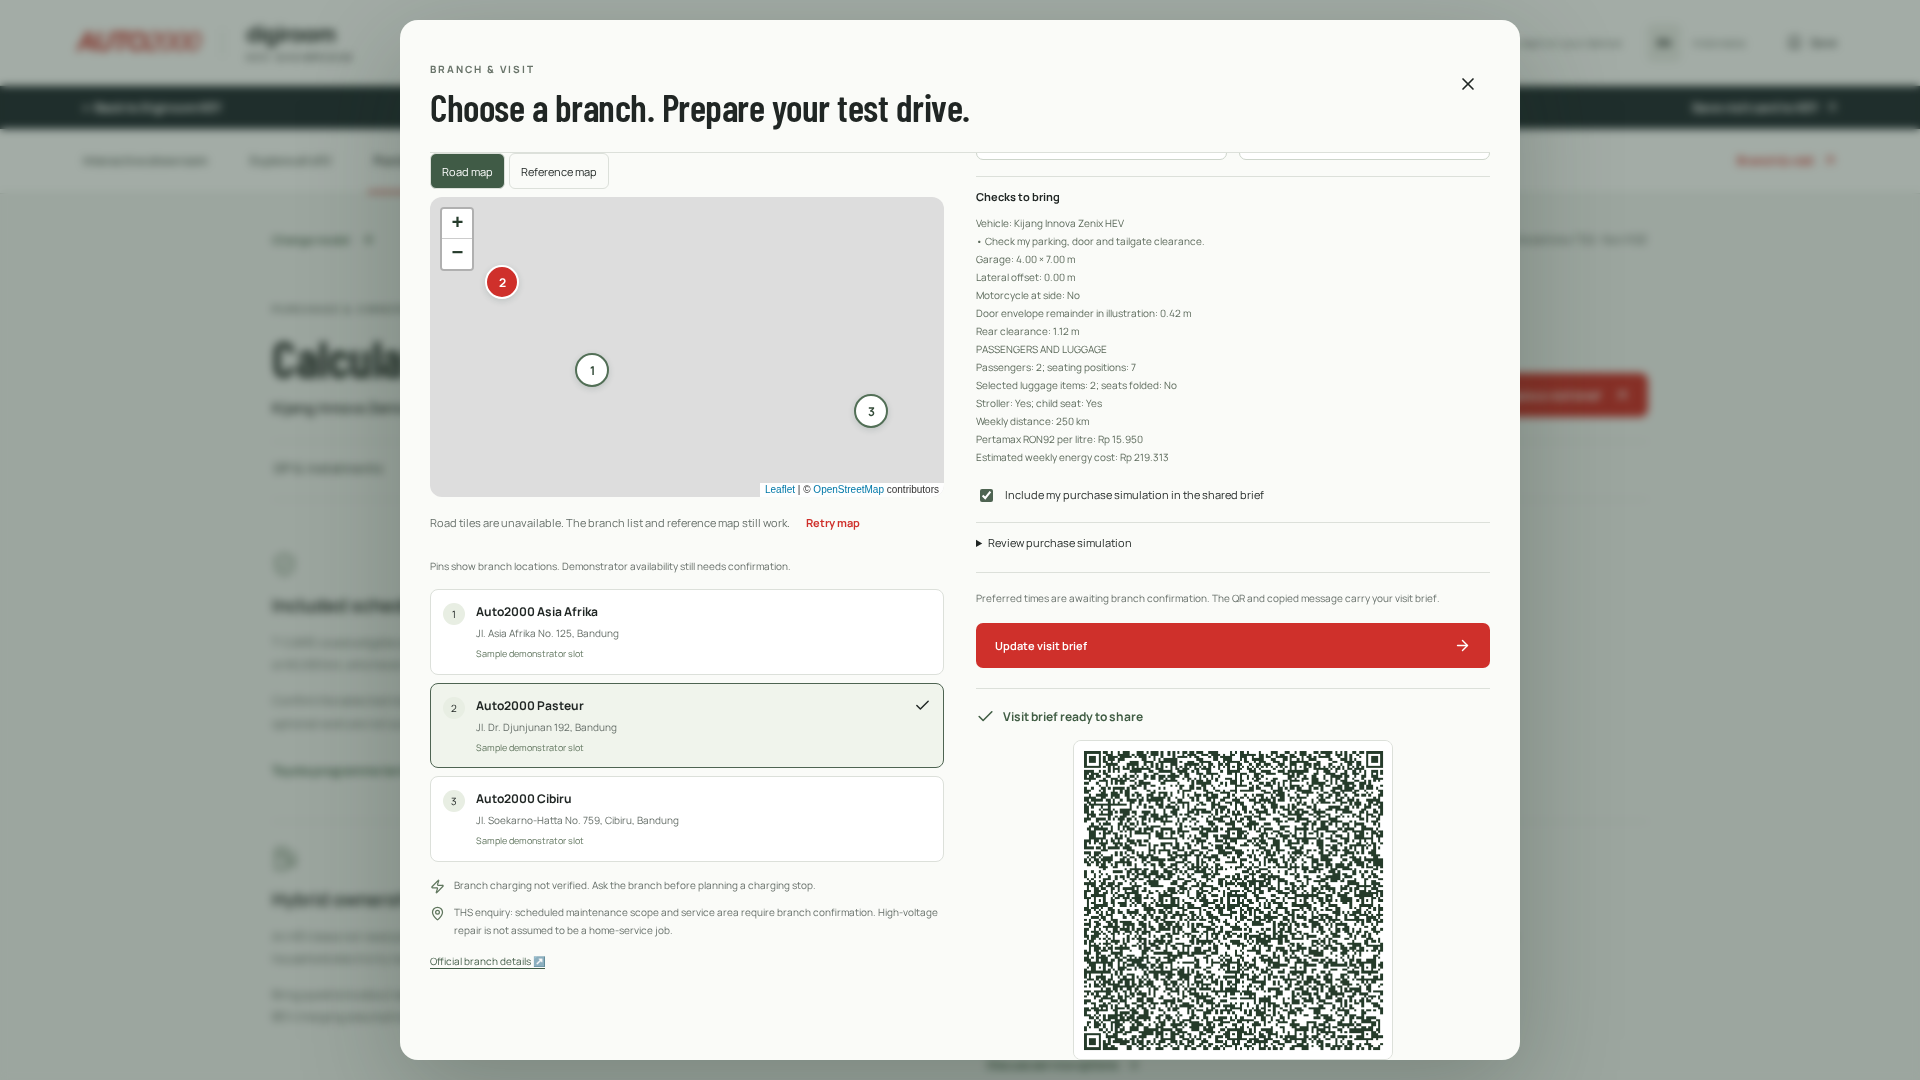 AUTO2000
digiroom
BRANCH & VISIT
Choose a branch. Prepare your test drive.
Road map
Reference map
+
−
2
1
3
Leaflet | © OpenStreetMap contributors
Road tiles are unavailable. The branch list and reference map still work.
Retry map
Pins show branch locations. Demonstrator availability still needs confirmation.
1
Auto2000 Asia Afrika
Jl. Asia Afrika No. 125, Bandung
Sample demonstrator slot
2
Auto2000 Pasteur
Jl. Dr. Djunjunan 192, Bandung
Sample demonstrator slot
3
Auto2000 Cibiru
Jl. Soekarno-Hatta No. 759, Cibiru, Bandung
Sample demonstrator slot
Branch charging not verified. Ask the branch before planning a charging stop.
THS enquiry: scheduled maintenance scope and service area require branch confirmation. High-voltage
repair is not assumed to be a home-service job.
Official branch details ↗
Checks to bring
Vehicle: Kijang Innova Zenix HEV
• Check my parking, door and tailgate clearance.
Garage: 4.00 × 7.00 m
Lateral offset: 0.00 m
Motorcycle at side: No
Door envelope remainder in illustration: 0.42 m
Rear clearance: 1.12 m
PASSENGERS AND LUGGAGE
Passengers: 2; seating positions: 7
Selected luggage items: 2; seats folded: No
Stroller: Yes; child seat: Yes
Weekly distance: 250 km
Pertamax RON92 per litre: Rp 15.950
Estimated weekly energy cost: Rp 219.313
Include my purchase simulation in the shared brief
Review purchase simulation
Preferred times are awaiting branch confirmation. The QR and copied message carry your visit brief.
Update visit brief
Visit brief ready to share